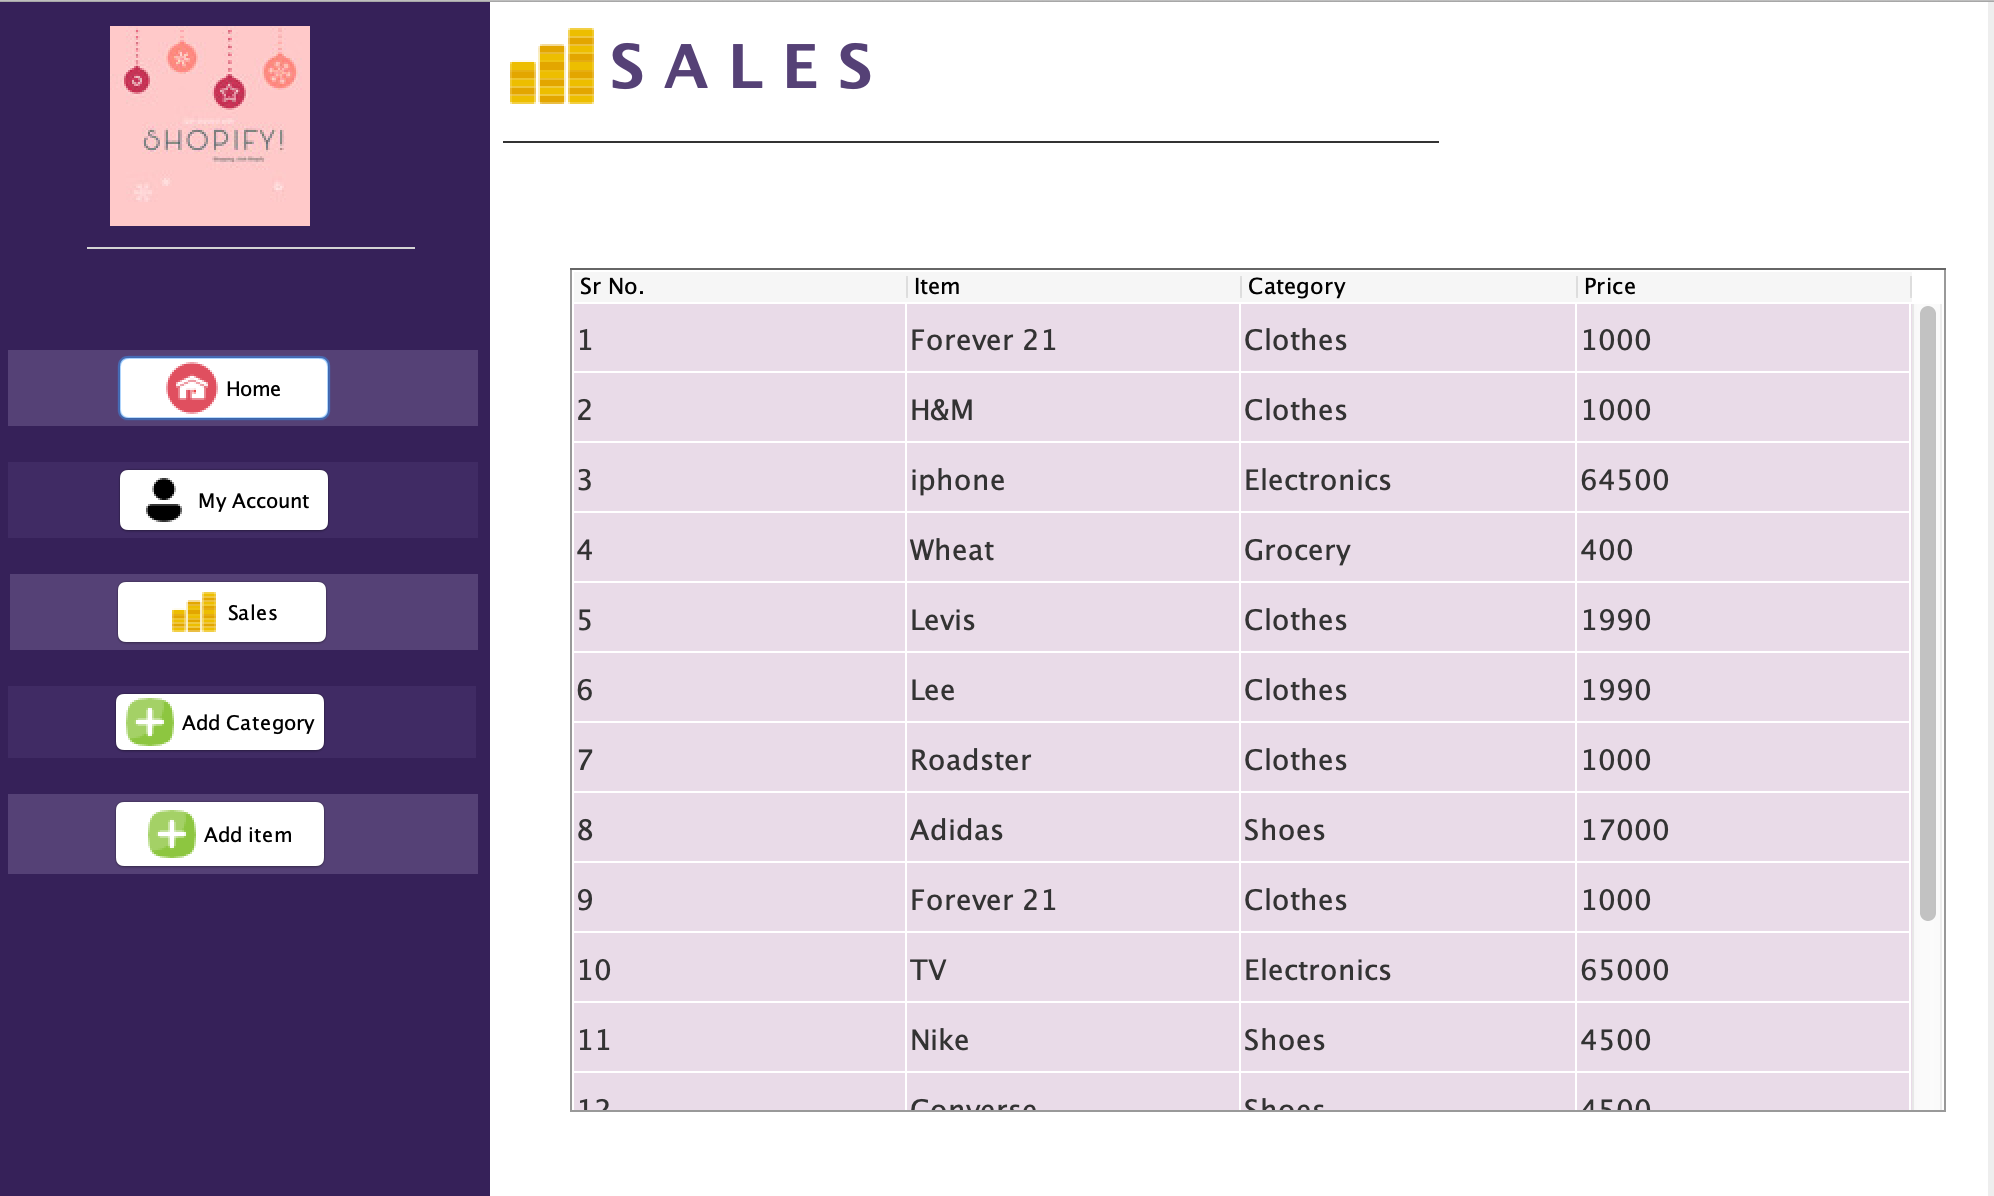 SHOPIFY!
SALES
Home
My Account
Sales
Add Category
Add item
Sr No. Item Category Price
1 Forever 21 Clothes 1000
2 H&M Clothes 1000
3 iphone Electronics 64500
4 Wheat Grocery 400
5 Levis Clothes 1990
6 Lee Clothes 1990
7 Roadster Clothes 1000
8 Adidas Shoes 17000
9 Forever 21 Clothes 1000
10 TV Electronics 65000
11 Nike Shoes 4500
12 Converse Shoes 4500